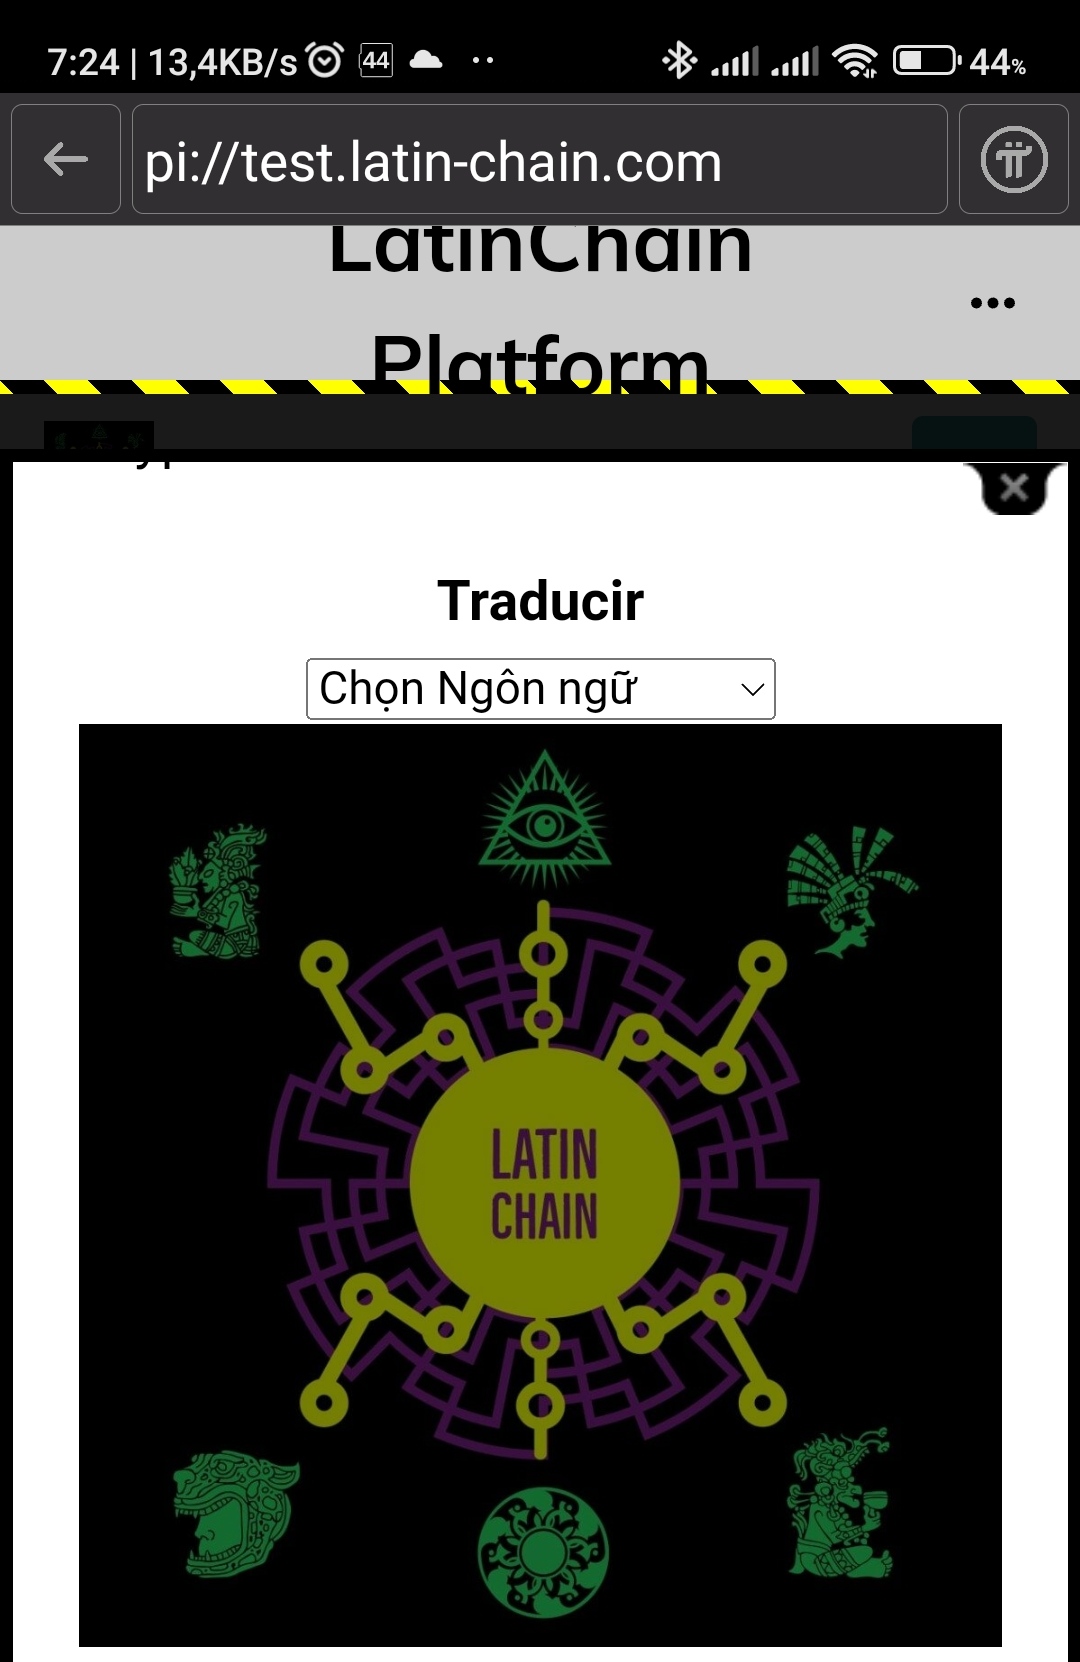 7:24 | 13,4KB/s 44 44%
pi://test.latin-chain.com
LatinChain
Platform
Traducir
Chọn Ngôn ngữ
LATIN
CHAIN